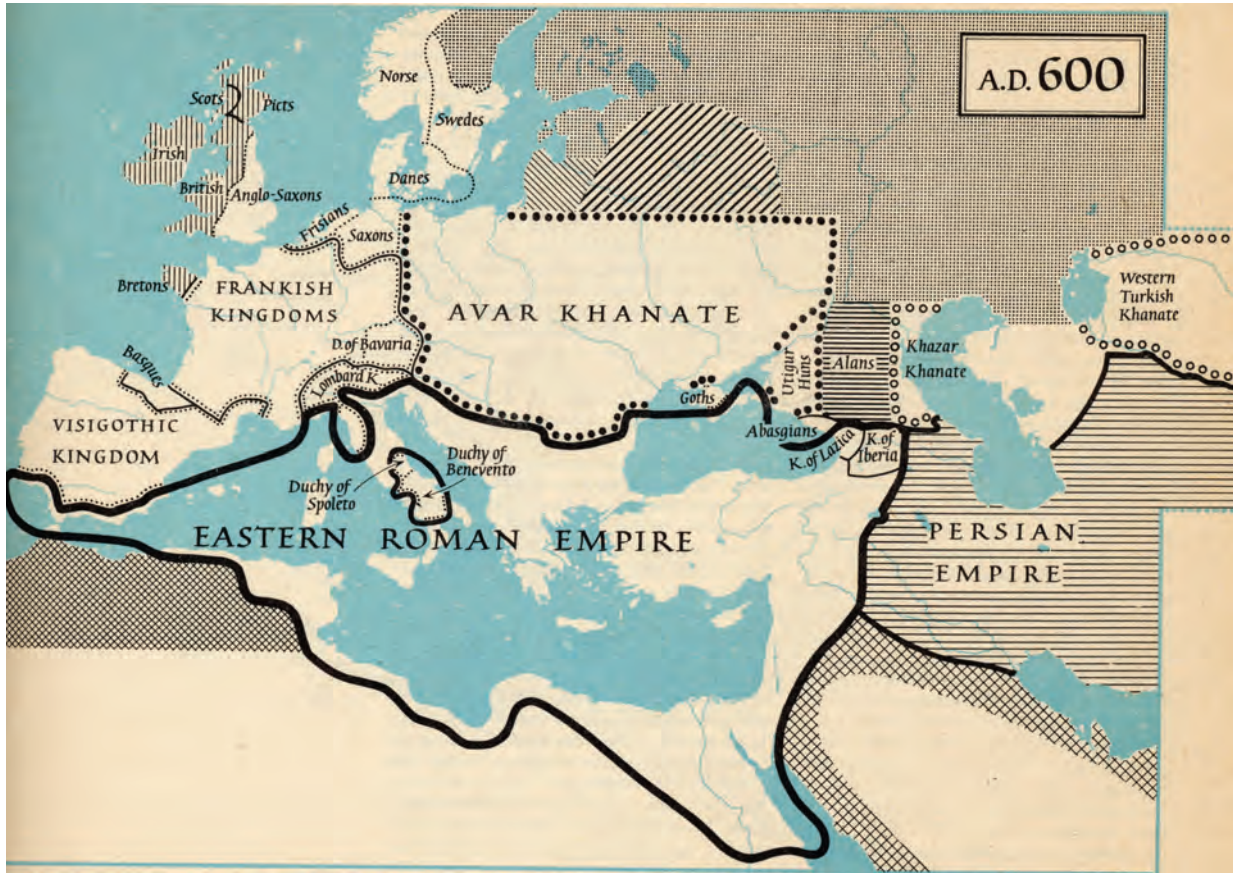 A.D. 600
Norse
Scots
Picts
Swedes
Irish
Danes
British
Anglo-Saxons
Frisians
Saxons
Western
Turkish
Khanate
Bretons
FRANKISH
KINGDOMS
AVAR KHANATE
D. of Bavaria
Utigur
Huns
Alans
Khazar
Khanate
Basques
Lombard K.
Goths
VISIGOTHIC
KINGDOM
Abasgians
K. of Lazica
K. of
Iberia
Duchy of
Benevento
Duchy of
Spoleto
EASTERN ROMAN EMPIRE
PERSIAN
EMPIRE